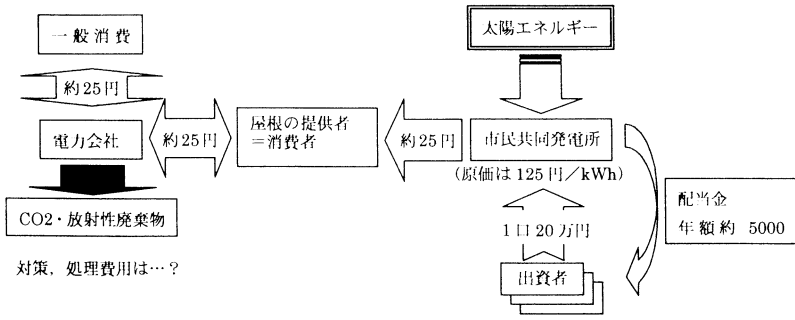 一般消費
太陽エネルギー
約25円
電力会社
約25円
屋根の提供者
＝消費者
約25円
市民共同発電所
(原価は125円／kWh)
CO2・放射性廃棄物
対策，処理費用は…？
1口20万円
出資者
配当金
年額約 5000